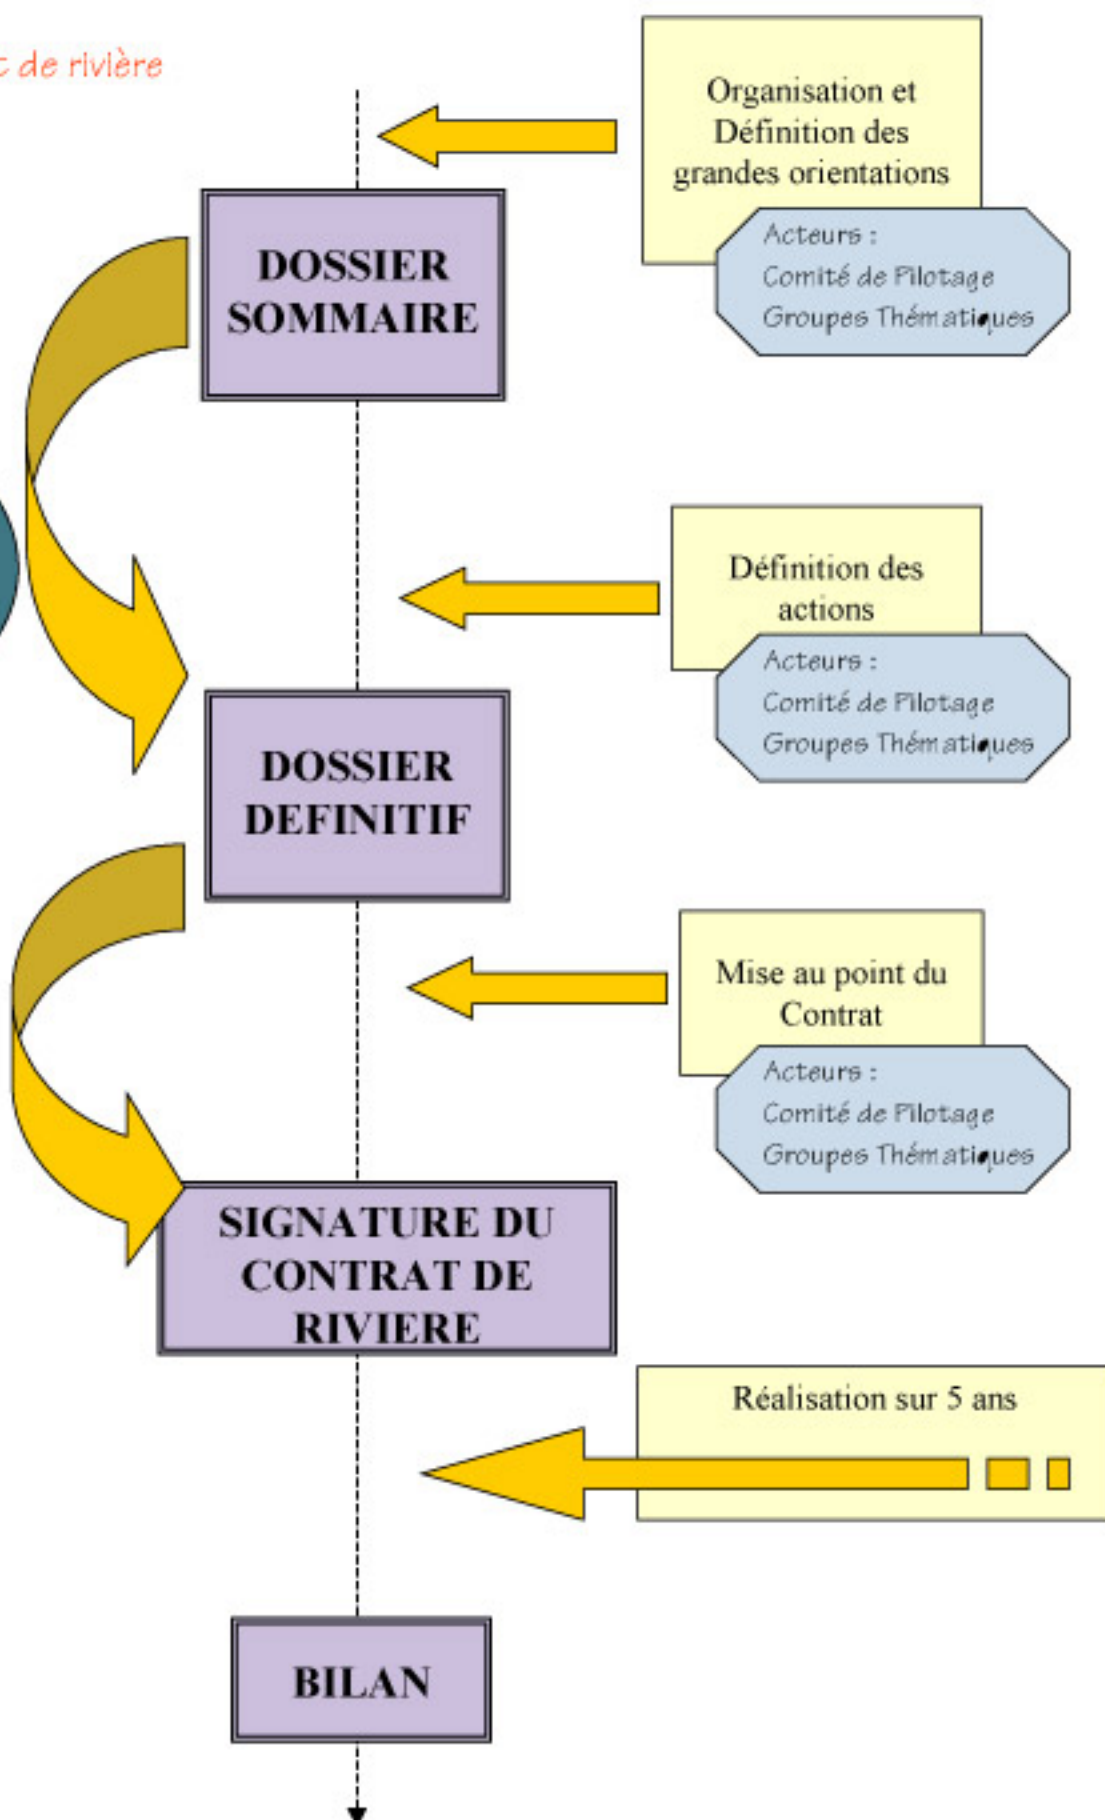 de rivière
Organisation et
Définition des
grandes orientations
Acteurs :
Comité de Pilotage
Groupes Thématiques
DOSSIER
SOMMAIRE
Définition des
actions
Acteurs :
Comité de Pilotage
Groupes Thématiques
DOSSIER
DEFINITIF
Mise au point du
Contrat
Acteurs :
Comité de Pilotage
Groupes Thématiques
SIGNATURE DU
CONTRAT DE
RIVIERE
Réalisation sur 5 ans
BILAN